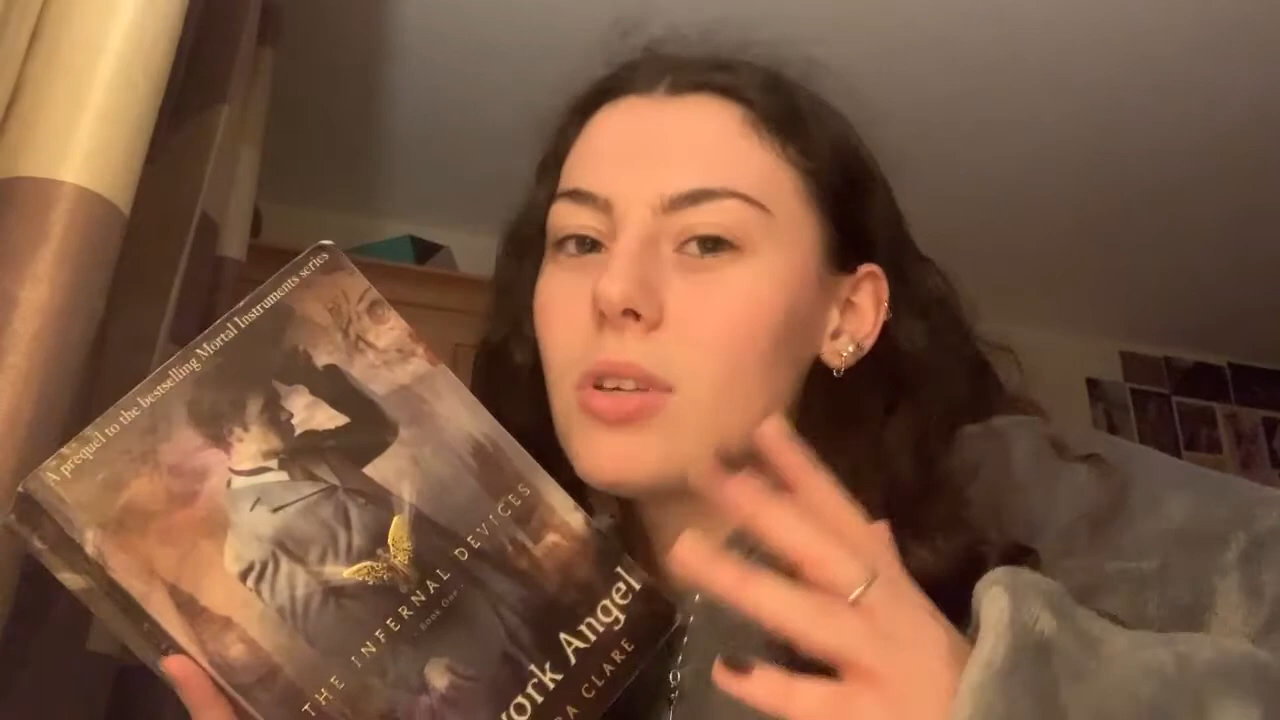 A prequel to the bestselling Mortal Instruments series
THE INFERNAL DEVICES
- Book One -
work Angel
RA CLARE